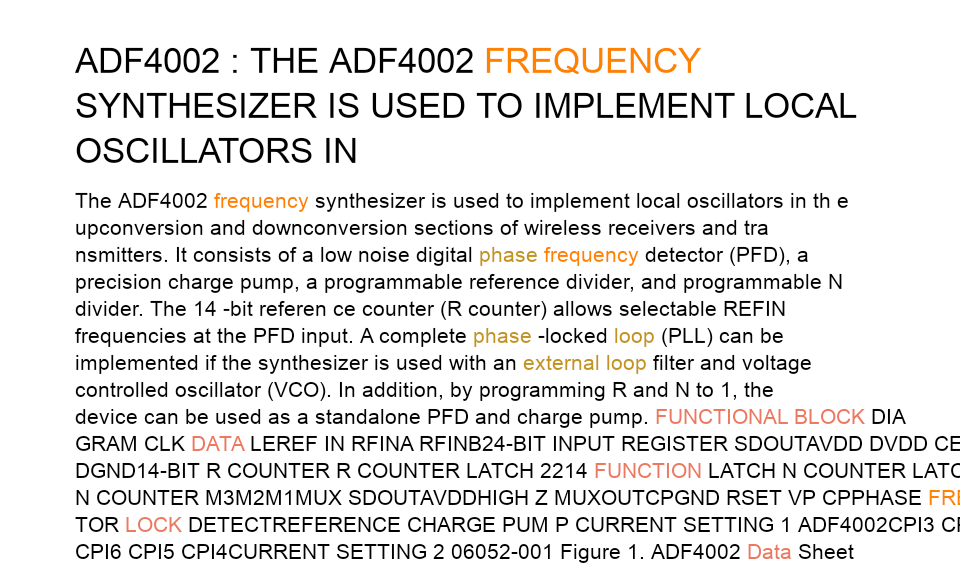 ADF4002 : THE ADF4002 FREQUENCY
SYNTHESIZER IS USED TO IMPLEMENT LOCAL
OSCILLATORS IN
The ADF4002 frequency synthesizer is used to implement local oscillators in th e
upconversion and downconversion sections of wireless receivers and tra
nsmitters. It consists of a low noise digital phase frequency detector (PFD), a
precision charge pump, a programmable reference divider, and programmable N
divider. The 14 -bit referen ce counter (R counter) allows selectable REFIN
frequencies at the PFD input. A complete phase -locked loop (PLL) can be
implemented if the synthesizer is used with an external loop filter and voltage
controlled oscillator (VCO). In addition, by programming R and N to 1, the
device can be used as a standalone PFD and charge pump. FUNCTIONAL BLOCK DIA
GRAM CLK DATA LEREF IN RFINA RFINB24-BIT INPUT REGISTER SDOUTAVDD DVDD CE
DGND14-BIT R COUNTER R COUNTER LATCH 2214 FUNCTION LATCH N COUNTER LATC
N COUNTER M3M2M1MUX SDOUTAVDDHIGH Z MUXOUTCPGND RSET VP CPPHASE FRE
TOR LOCK DETECTREFERENCE CHARGE PUM P CURRENT SETTING 1 ADF4002CPI3 CP
CPI6 CPI5 CPI4CURRENT SETTING 2 06052-001 Figure 1. ADF4002 Data Sheet